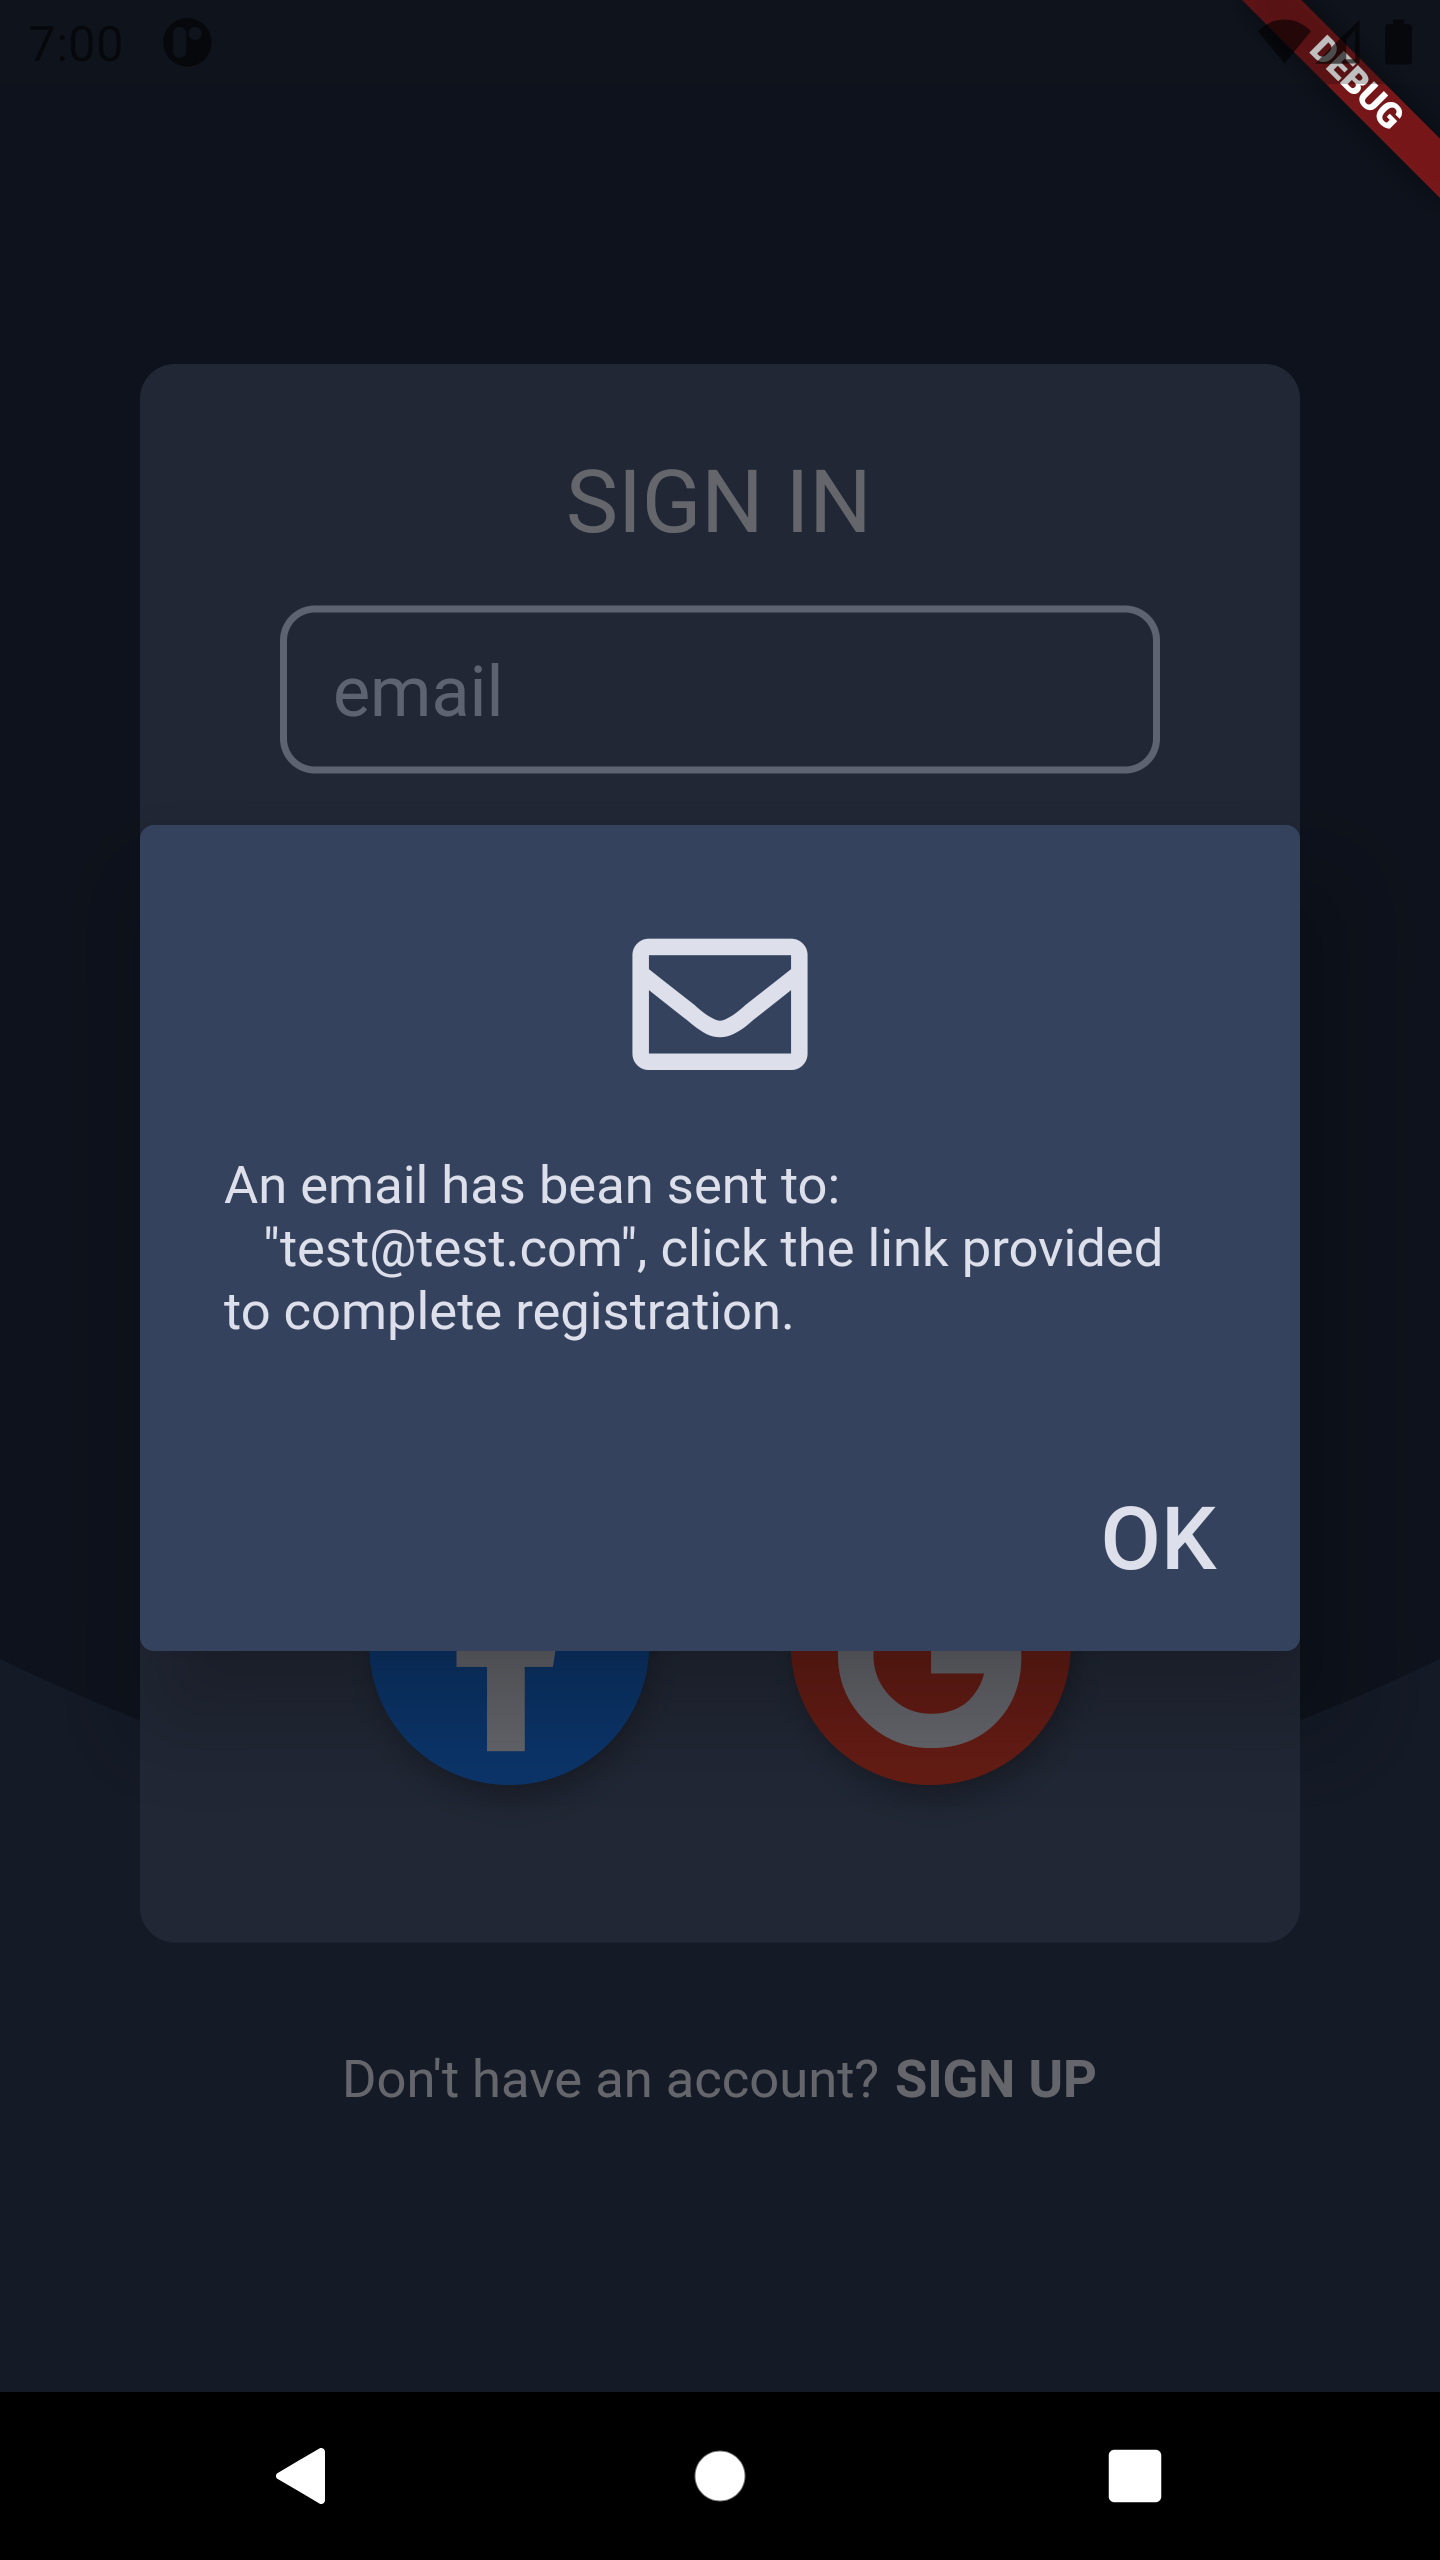 7:00
DEBUG
SIGN IN
email
An email has bean sent to:
"test@test.com", click the link provided
to complete registration.
OK
Don't have an account? SIGN UP